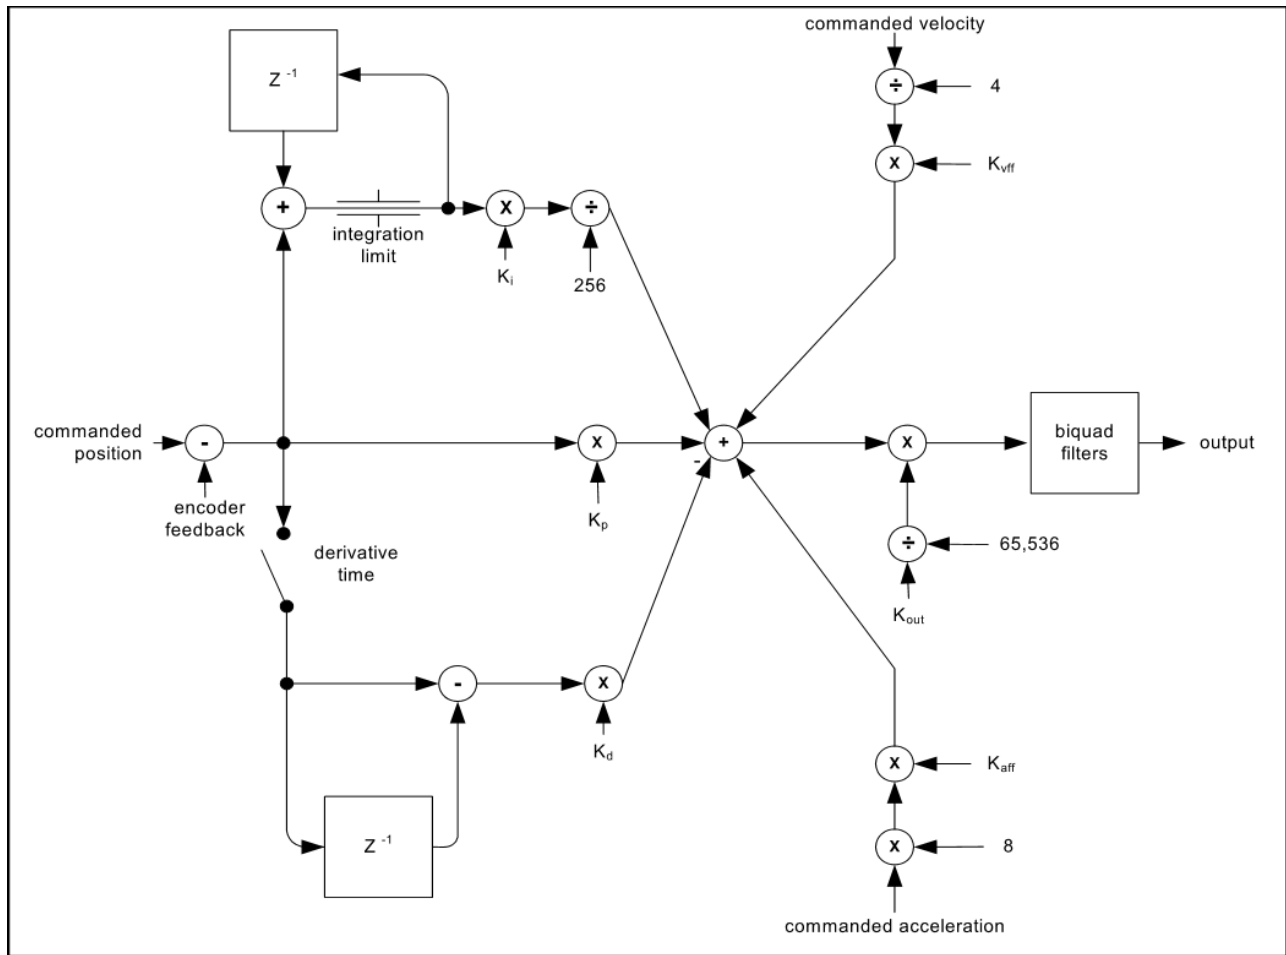 commanded velocity
Z -1
÷
4
x
Kvff
+
integration
limit
x
÷
Ki
256
commanded
position
-
encoder
feedback
x
Kp
+
-
x
biquad
filters
output
÷
65,536
Kout
derivative
time
-
x
Kd
x
Kaff
Z -1
x
8
commanded acceleration